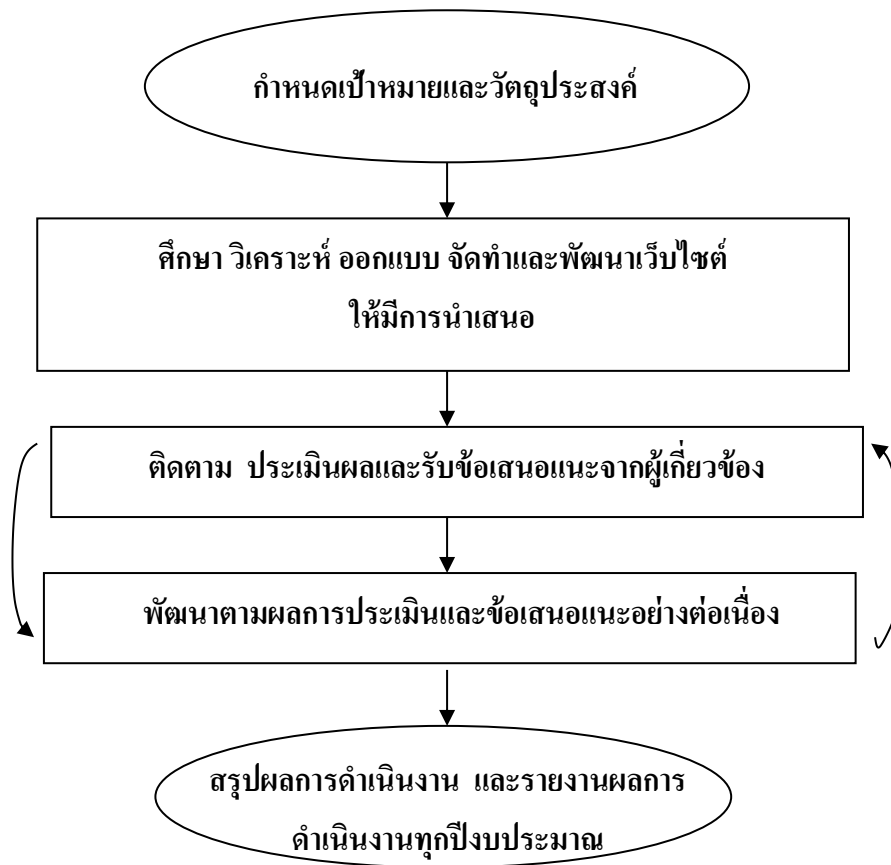 กำหนดเป้าหมายและวัตถุประสงค์
ศึกษา วิเคราะห์ ออกแบบ จัดทำและพัฒนาเว็บไซต์
ให้มีการนำเสนอ
ติดตาม ประเมินผลและรับข้อเสนอแนะจากผู้เกี่ยวข้อง
พัฒนาตามผลการประเมินและข้อเสนอแนะอย่างต่อเนื่อง
สรุปผลการดำเนินงาน และรายงานผลการ
ดำเนินงานทุกปีงบประมาณ